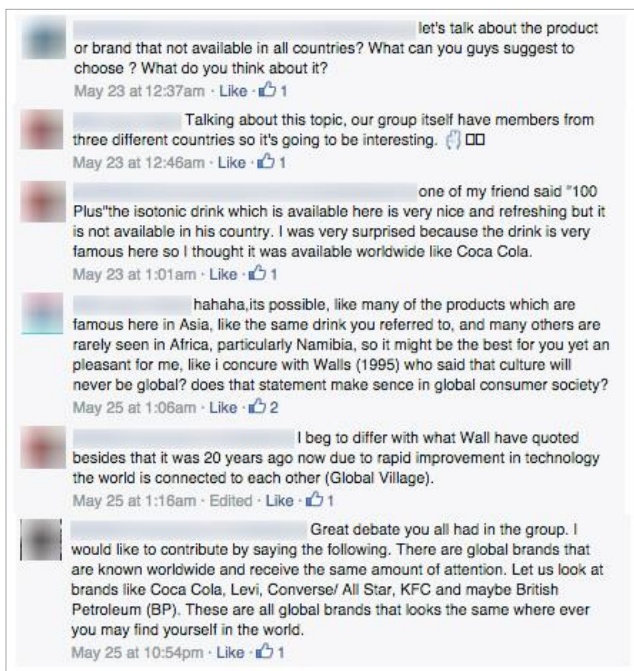 let's talk about the product
or brand that not available in all countries? What can you guys suggest to
choose ? What do you think about it?
May 23 at 12:37am · Like · 1
Talking about this topic, our group itself have members from
three different countries so it's going to be interesting.
May 23 at 12:46am · Like · 1
one of my friend said "100
Plus"the isotonic drink which is available here is very nice and refreshing but it
is not available in his country. I was very surprised because the drink is very
famous here so I thought it was available worldwide like Coca Cola.
May 23 at 1:01am · Like · 1
hahaha,its possible, like many of the products which are
famous here in Asia, like the same drink you referred to, and many others are
rarely seen in Africa, particularly Namibia, so it might be the best for you yet an
pleasant for me, like i concure with Walls (1995) who said that culture will
never be global? does that statement make sence in global consumer society?
May 25 at 1:06am · Like · 2
I beg to differ with what Wall have quoted
besides that it was 20 years ago now due to rapid improvement in technology
the world is connected to each other (Global Village).
May 25 at 1:16am · Edited · Like · 1
Great debate you all had in the group. I
would like to contribute by saying the following. There are global brands that
are known worldwide and receive the same amount of attention. Let us look at
brands like Coca Cola, Levi, Converse/ All Star, KFC and maybe British
Petroleum (BP). These are all global brands that looks the same where ever
you may find yourself in the world.
May 25 at 10:54pm · Like · 1